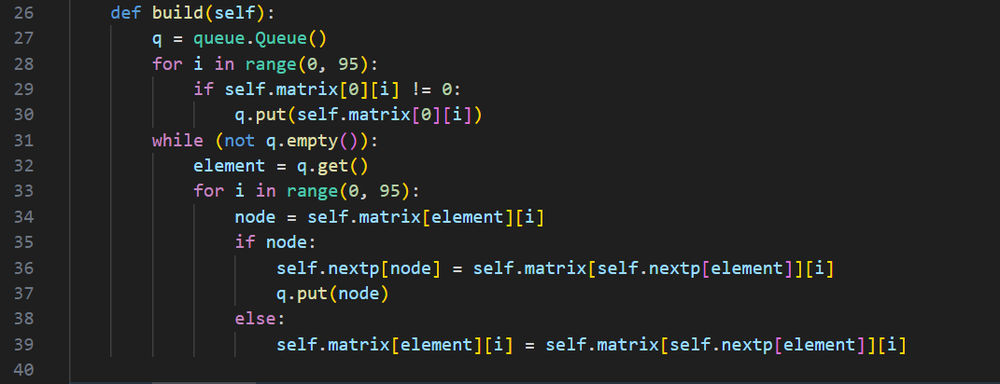 26 def build(self):
27 q = queue.Queue()
28 for i in range(0, 95):
29 if self.matrix[0][i] != 0:
30 q.put(self.matrix[0][i])
31 while (not q.empty()):
32 element = q.get()
33 for i in range(0, 95):
34 node = self.matrix[element][i]
35 if node:
36 self.nextp[node] = self.matrix[self.nextp[element]][i]
37 q.put(node)
38 else:
39 self.matrix[element][i] = self.matrix[self.nextp[element]][i]
40